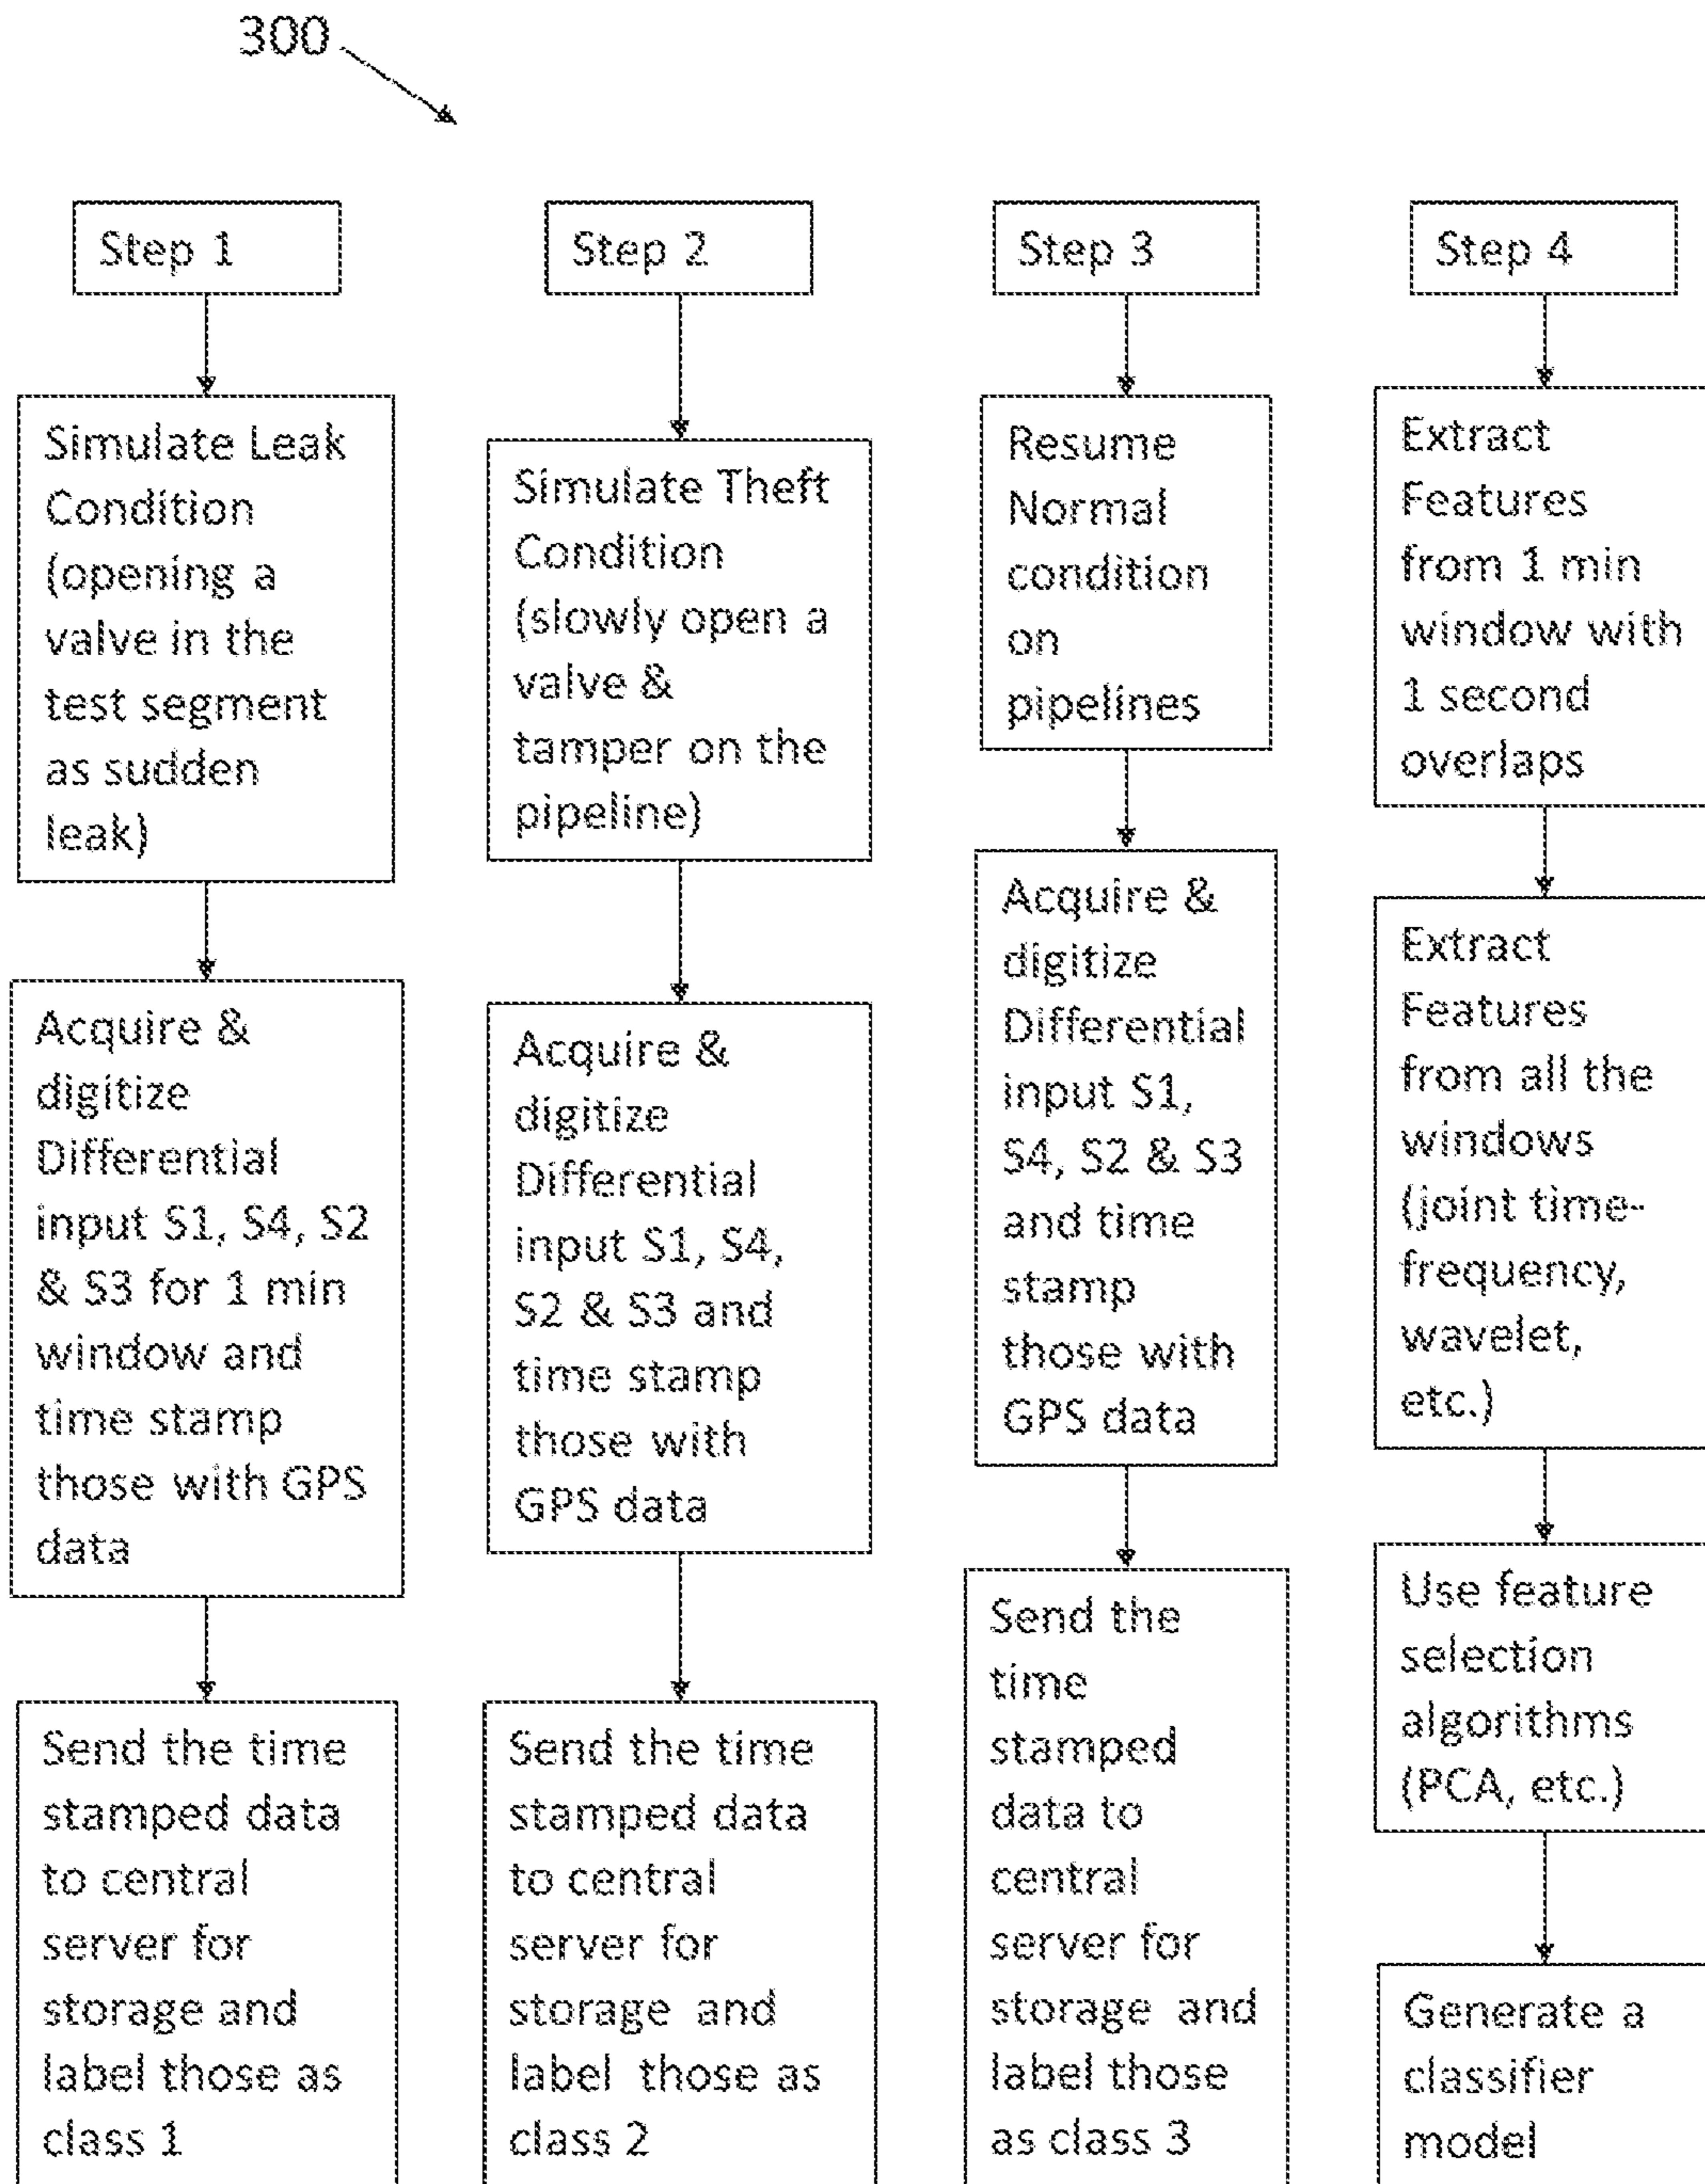 300
Step 1
Simulate Leak
Condition
(opening a
valve in the
test segment
as sudden
leak)
Acquire &
digitize
Differential
input S1, S4, S2
& S3 for 1 min
window and
time stamp
those with GPS
data
Send the time
stamped data
to central
server for
storage and
label those as
class 1
Step 2
Simulate Theft
Condition
(slowly open a
valve &
tamper on the
pipeline)
Acquire &
digitize
Differential
input S1, S4,
S2 & S3 and
time stamp
those with
GPS data
Send the time
stamped data
to central
server for
storage and
label those as
class 2
Step 3
Resume
Normal
condition
on
pipelines
Acquire &
digitize
Differential
input S1,
S4, S2 & S3
and time
stamp
those with
GPS data
Send the
time
stamped
data to
central
server for
storage and
label those
as class 3
Step 4
Extract
Features
from 1 min
window with
1 second
overlaps
Extract
Features
from all the
windows
(joint time-
frequency,
wavelet,
etc.)
Use feature
selection
algorithms
(PCA, etc.)
Generate a
classifier
model